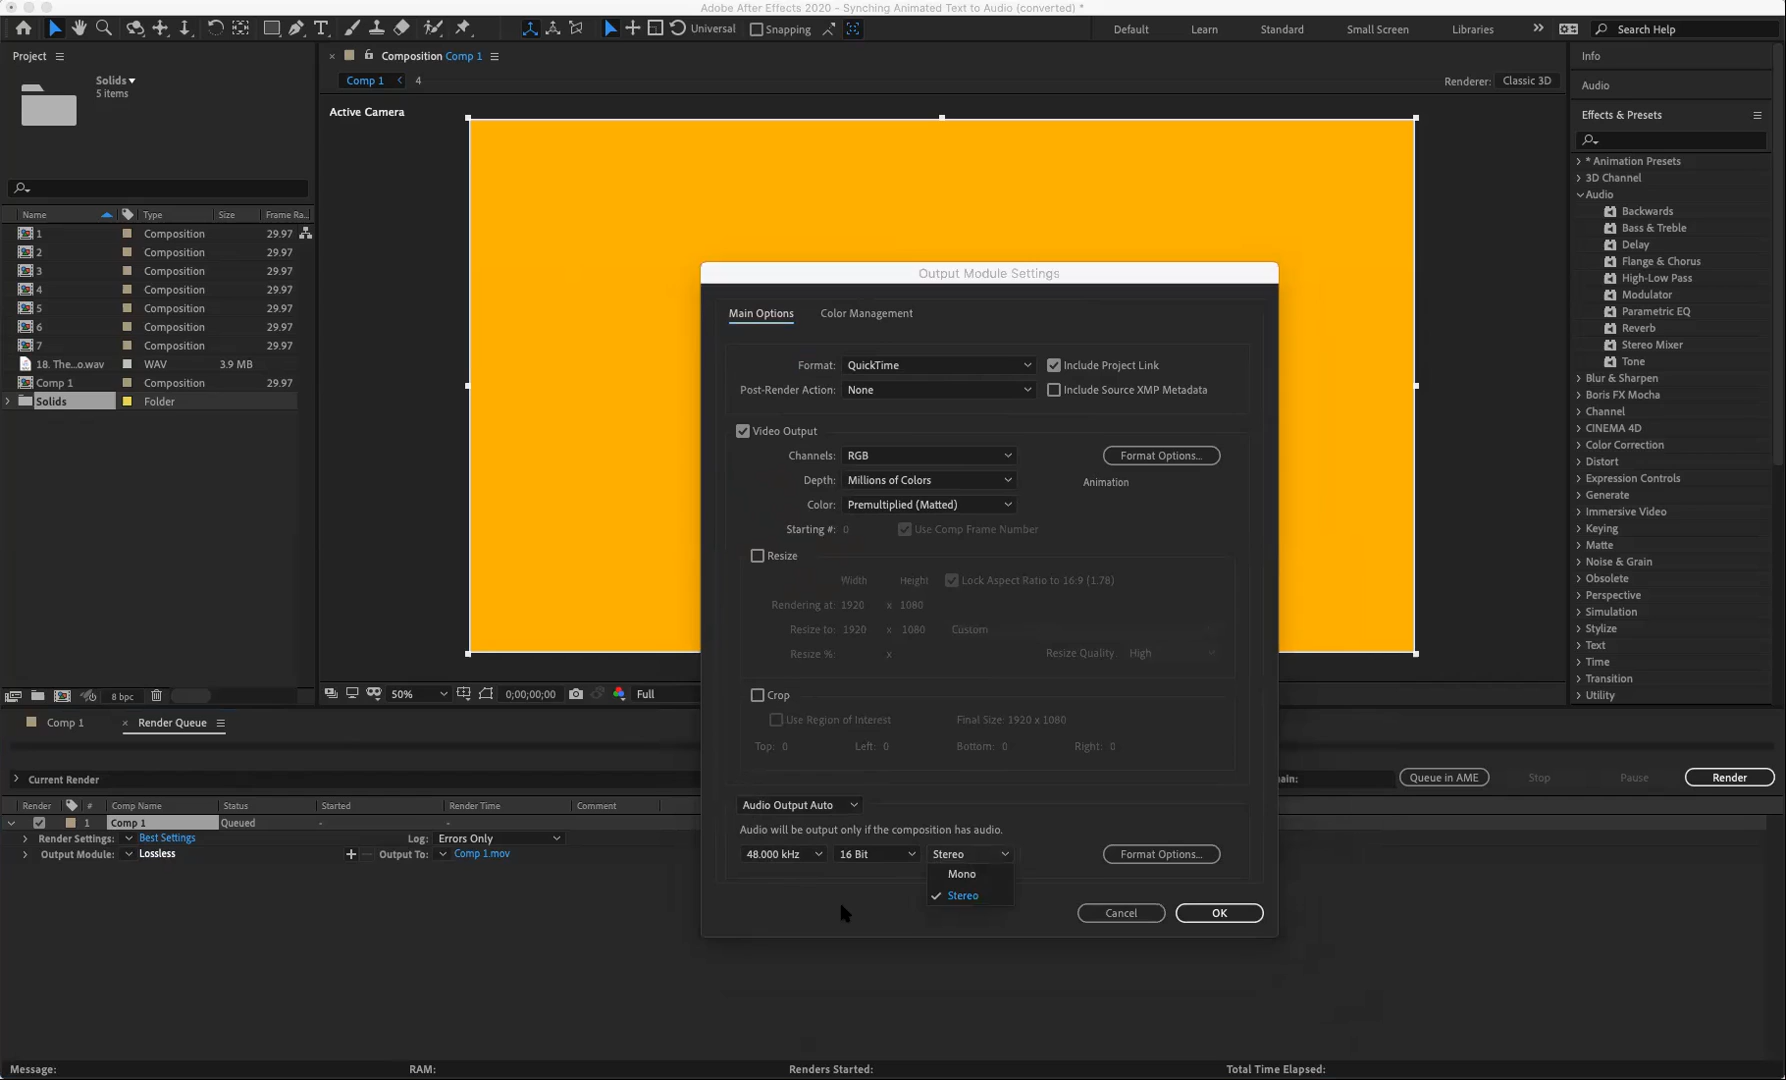 Adobe After Effects 2020 - Synching Animated Text to Audio (converted) *
Universal
Snapping
Default
Learn
Standard
Small Screen
Libraries
Search Help
Project
Solids
5 items
Name Type Size Frame Ra...
1 Composition 29.97
2 Composition 29.97
3 Composition 29.97
4 Composition 29.97
5 Composition 29.97
6 Composition 29.97
7 Composition 29.97
18. The...o.wav WAV 3.9 MB
Comp 1 Composition 29.97
Solids Folder
8 bpc
Composition Comp 1
Comp 1 4
Renderer: Classic 3D
Active Camera
50% 0;00;00;00 Full
Info
Audio
Effects & Presets
* Animation Presets
3D Channel
Audio
Backwards
Bass & Treble
Delay
Flange & Chorus
High-Low Pass
Modulator
Parametric EQ
Reverb
Stereo Mixer
Tone
Blur & Sharpen
Boris FX Mocha
Channel
CINEMA 4D
Color Correction
Distort
Expression Controls
Generate
Immersive Video
Keying
Matte
Noise & Grain
Obsolete
Perspective
Simulation
Stylize
Text
Time
Transition
Utility
Output Module Settings
Main Options Color Management
Format: QuickTime Include Project Link
Post-Render Action: None Include Source XMP Metadata
Video Output
Channels: RGB Format Options...
Depth: Millions of Colors Animation
Color: Premultiplied (Matted)
Starting #: 0 Use Comp Frame Number
Resize
Width Height Lock Aspect Ratio to 16:9 (1.78)
Rendering at: 1920 x 1080
Resize to: 1920 x 1080 Custom
Resize %: x Resize Quality: High
Crop
Use Region of Interest Final Size: 1920 x 1080
Top: 0 Left: 0 Bottom: 0 Right: 0
Audio Output Auto
Audio will be output only if the composition has audio.
48.000 kHz 16 Bit Stereo Format Options...
Mono
Stereo
Cancel OK
Comp 1 Render Queue
Current Render
Queue in AME Stop Pause Render
Render # Comp Name Status Started Render Time Comment
1 Comp 1 Queued - -
Render Settings: Best Settings Log: Errors Only
Output Module: Lossless Output To: Comp 1.mov
Message: RAM: Renders Started: Total Time Elapsed: